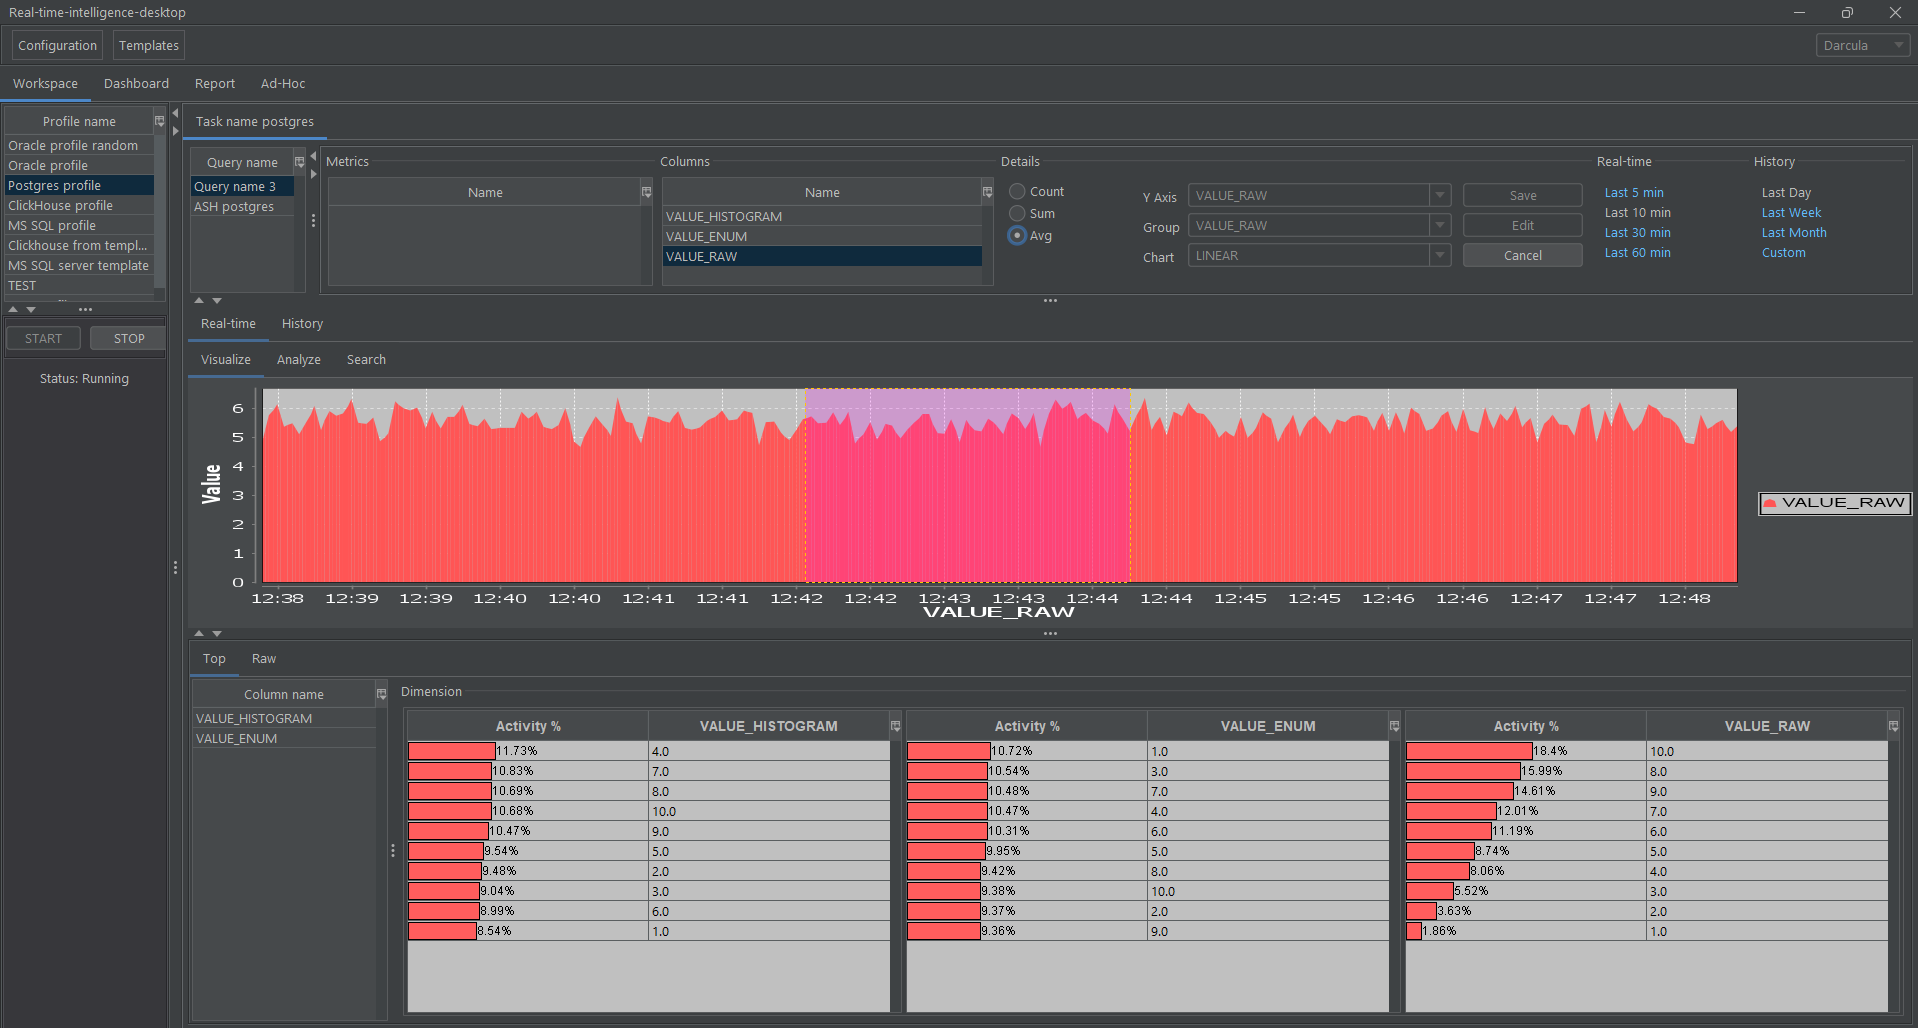 Real-time-intelligence-desktop
Configuration
Templates
Darcula
Workspace
Dashboard
Report
Ad-Hoc
Profile name
Oracle profile random
Oracle profile
Postgres profile
ClickHouse profile
MS SQL profile
Clickhouse from templ...
MS SQL server template
TEST
START
STOP
Status: Running
Task name postgres
Query name
Query name 3
ASH postgres
Metrics
Name
Columns
Name
VALUE_HISTOGRAM
VALUE_ENUM
VALUE_RAW
Details
Count
Sum
Avg
Y Axis
VALUE_RAW
Group
VALUE_RAW
Chart
LINEAR
Save
Edit
Cancel
Real-time
Last 5 min
Last 10 min
Last 30 min
Last 60 min
History
Last Day
Last Week
Last Month
Custom
Real-time
History
Visualize
Analyze
Search
Value
6
5
4
3
2
1
0
12:38 12:39 12:39 12:40 12:40 12:41 12:41 12:42 12:42 12:43 12:43 12:44 12:44 12:45 12:45 12:46 12:46 12:47 12:47 12:48
VALUE_RAW
VALUE_RAW
Top
Raw
Column name
VALUE_HISTOGRAM
VALUE_ENUM
Dimension
Activity % VALUE_HISTOGRAM
11.73% 4.0
10.83% 7.0
10.69% 8.0
10.68% 10.0
10.47% 9.0
9.54% 5.0
9.48% 2.0
9.04% 3.0
8.99% 6.0
8.54% 1.0
Activity % VALUE_ENUM
10.72% 1.0
10.54% 3.0
10.48% 7.0
10.47% 4.0
10.31% 6.0
9.95% 5.0
9.42% 8.0
9.38% 10.0
9.37% 2.0
9.36% 9.0
Activity % VALUE_RAW
18.4% 10.0
15.99% 8.0
14.61% 9.0
12.01% 7.0
11.19% 6.0
8.74% 5.0
8.06% 4.0
5.52% 3.0
3.63% 2.0
1.86% 1.0